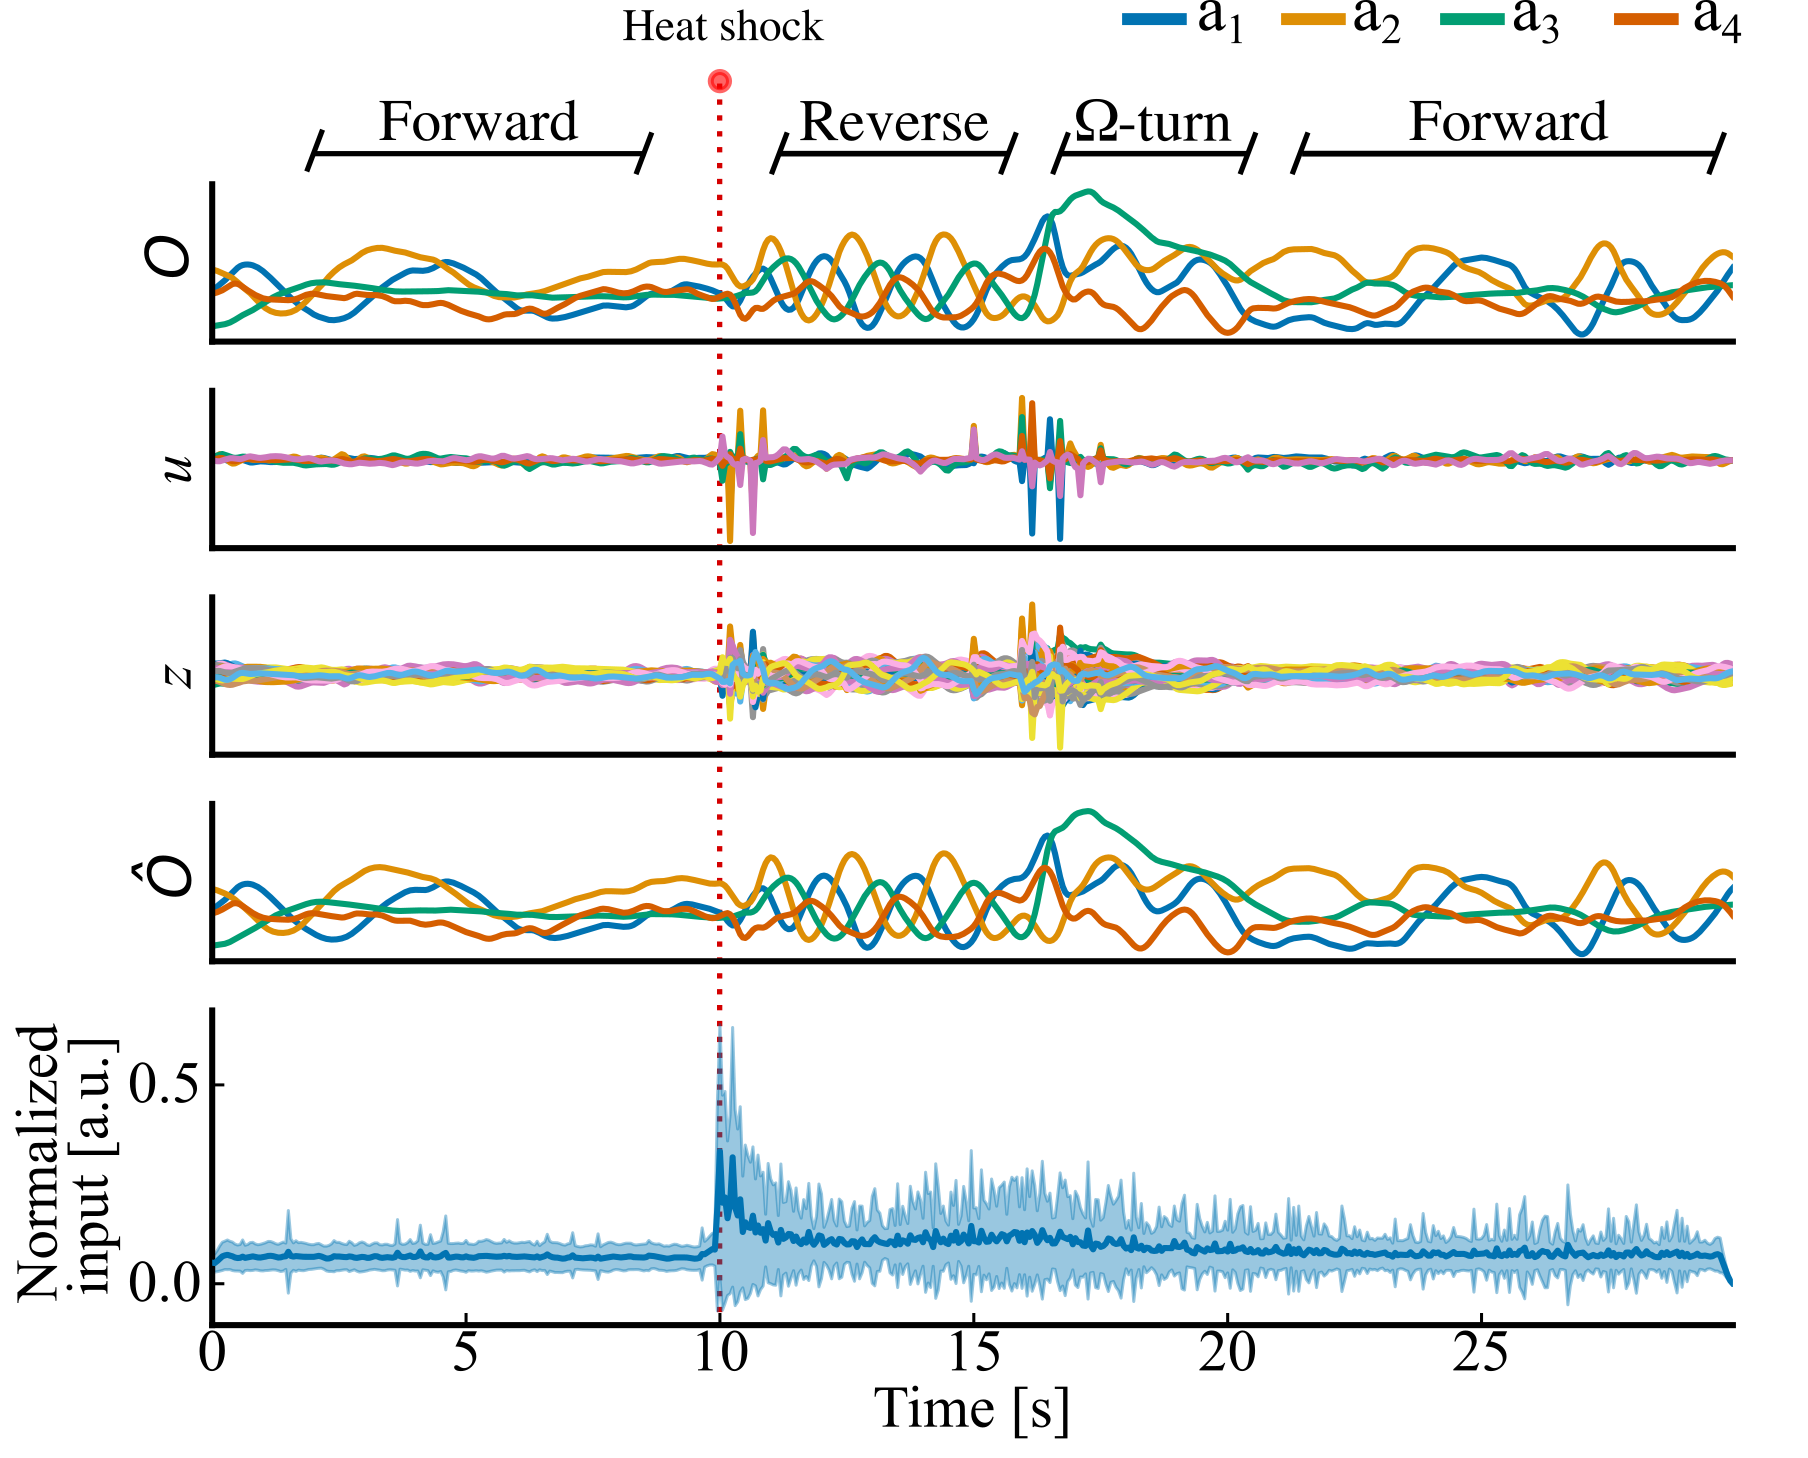 Heat shock
a1 a2 a3 a4
Forward Reverse Ω-turn Forward
O
u
z
Ô
Normalized
input [a.u.]
0.5
0.0
0 5 10 15 20 25
Time [s]